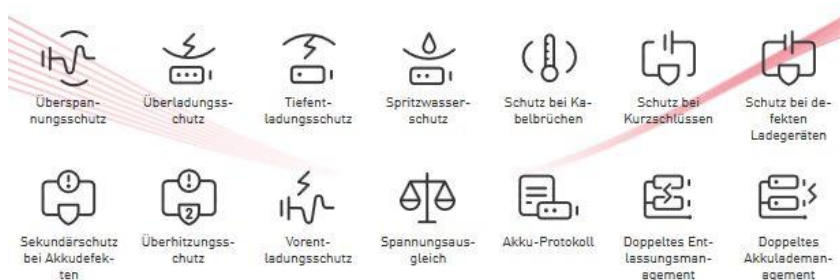 Überspan-
nungsschutz
Überladungss-
chutz
Tiefent-
ladungsschutz
Spritzwasser-
schutz
Schutz bei Ka-
belbrüchen
Schutz bei
Kurzschlüssen
Schutz bei de-
fekten
Ladegeräten
Sekundärschutz
bei Akkudefek-
ten
2
Überhitzungss-
chutz
Vorent-
ladungsschutz
Spannungsaus-
gleich
Akku-Protokoll
Doppeltes Ent-
lassungsman-
agement
Doppeltes
Akkulademan-
agement